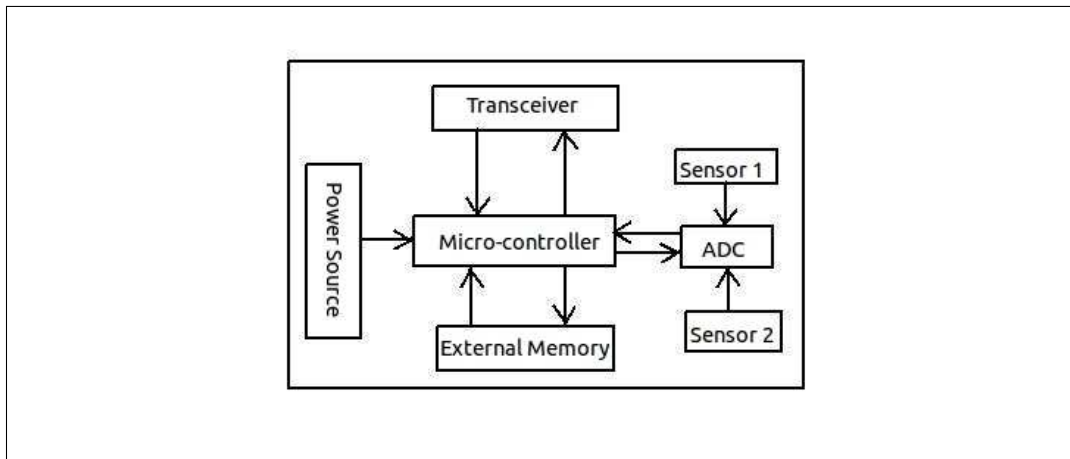 Transceiver
Sensor 1
Power Source
Micro-controller
ADC
External Memory
Sensor 2